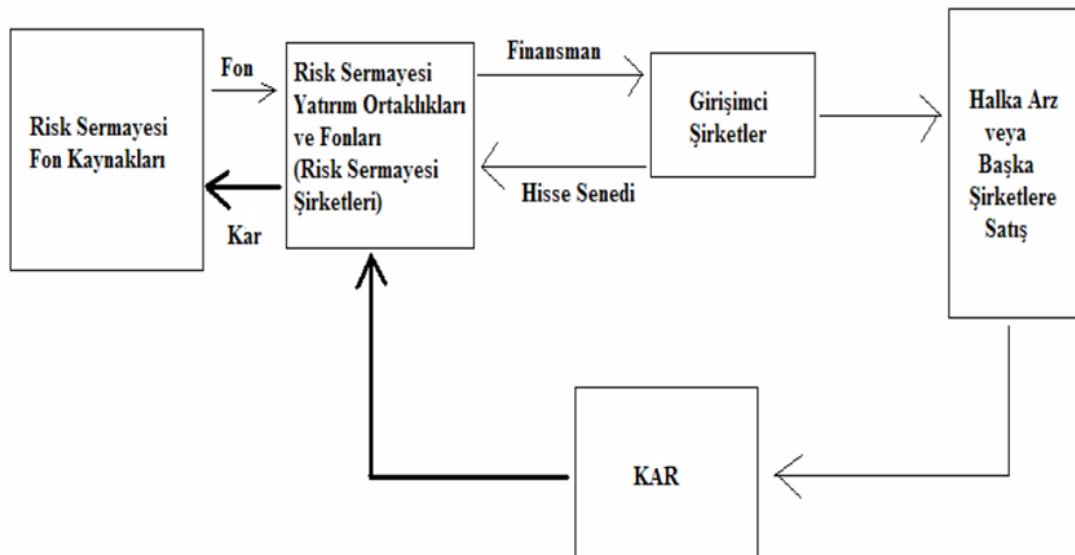 Risk Sermayesi
Fon Kaynakları
Fon
Kar
Risk Sermayesi
Yatırım Ortaklıkları
ve Fonları
(Risk Sermayesi
Şirketleri)
Finansman
Hisse Senedi
Girişimci
Şirketler
Halka Arz
veya
Başka
Şirketlere
Satış
KAR